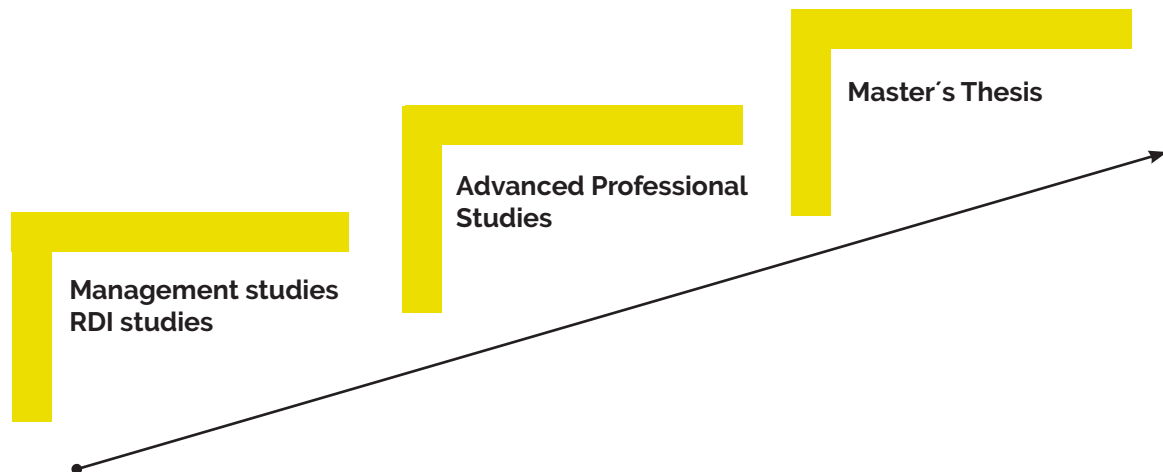 Master´s Thesis
Advanced Professional
Studies
Management studies
RDI studies